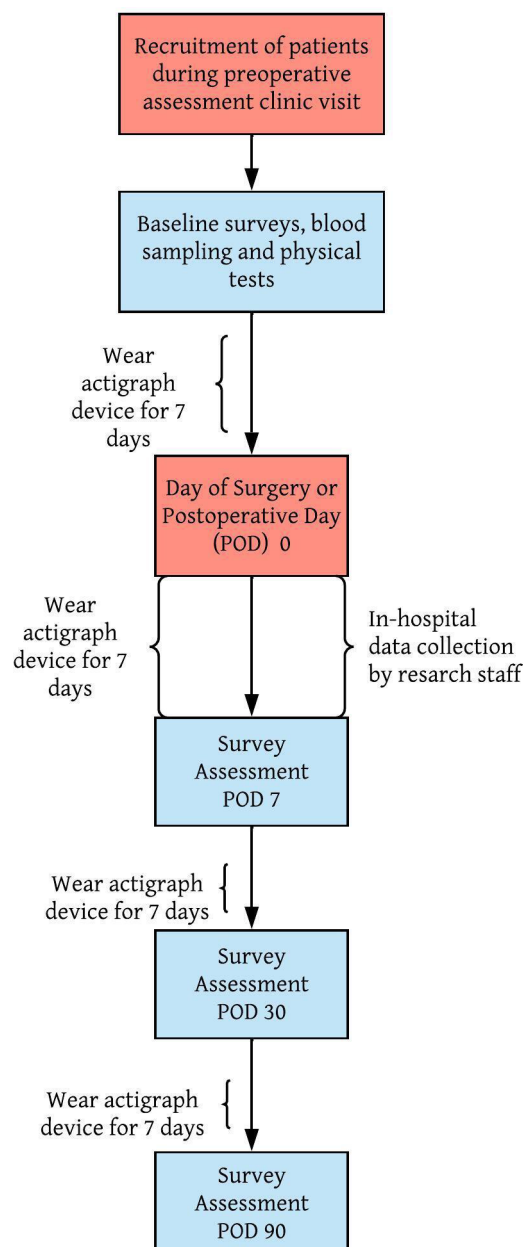 Recruitment of patients
during preoperative
assessment clinic visit
Baseline surveys, blood
sampling and physical
tests
Wear
actigraph
device for 7
days
Day of Surgery or
Postoperative Day
(POD) 0
Wear
actigraph
device for 7
days
In-hospital
data collection
by resarch staff
Survey
Assessment
POD 7
Wear actigraph
device for 7 days
Survey
Assessment
POD 30
Wear actigraph
device for 7 days
Survey
Assessment
POD 90